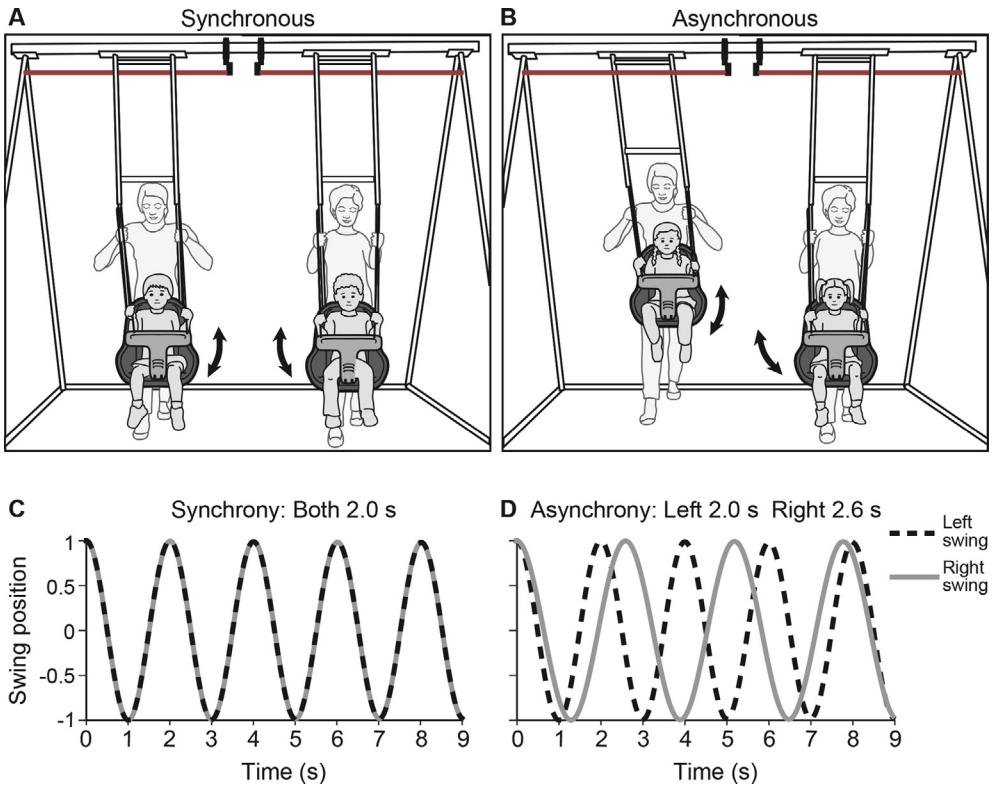 A Synchronous
B Asynchronous
C Synchrony: Both 2.0 s
Swing position
1
0.5
0
-0.5
-1
0 1 2 3 4 5 6 7 8 9
Time (s)
D Asynchrony: Left 2.0 s Right 2.6 s
0 1 2 3 4 5 6 7 8 9
Time (s)
Left
swing
Right
swing